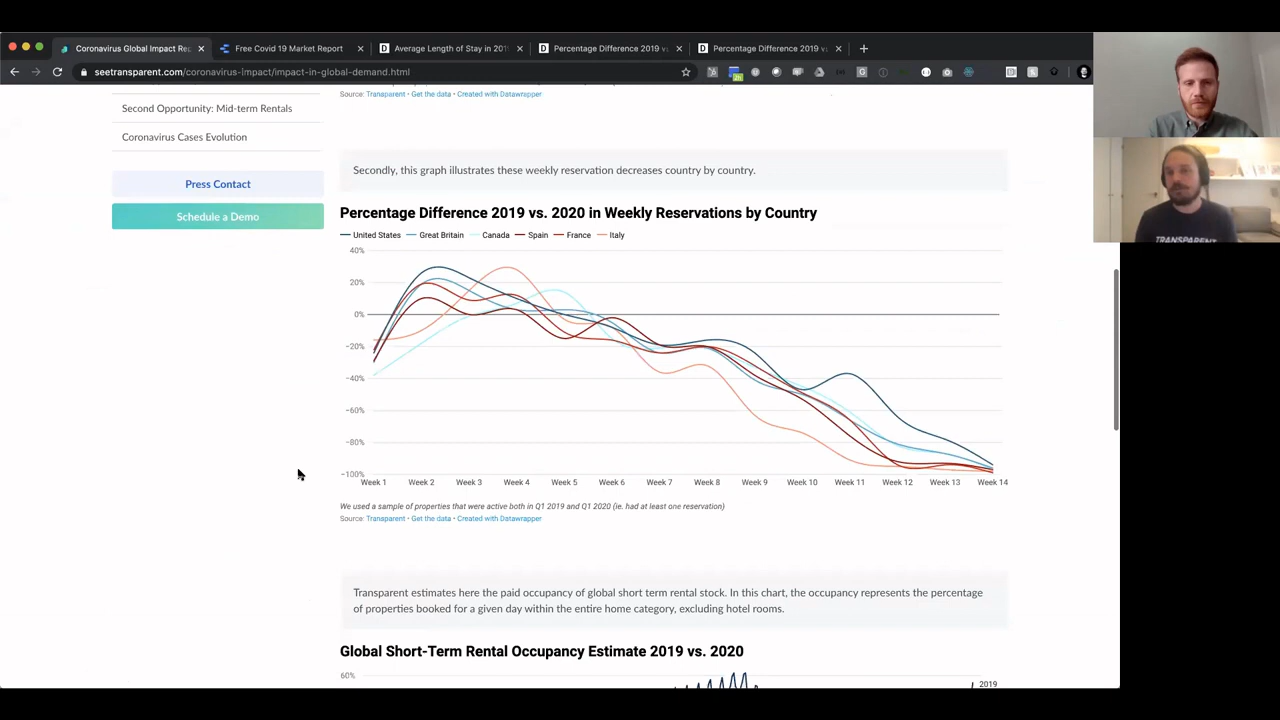 Coronavirus Global Impact Rep
Free Covid 19 Market Report
Average Length of Stay in 201
Percentage Difference 2019 v
Percentage Difference 2019 v
seetransparent.com/coronavirus-impact/impact-in-global-demand.html
Source: Transparent • Get the data • Created with Datawrapper
Second Opportunity: Mid-term Rentals
Coronavirus Cases Evolution
Press Contact
Schedule a Demo
Secondly, this graph illustrates these weekly reservation decreases country by country.
Percentage Difference 2019 vs. 2020 in Weekly Reservations by Country
United States Great Britain Canada Spain France Italy
40%
20%
0%
−20%
−40%
−60%
−80%
−100%
Week 1 Week 2 Week 3 Week 4 Week 5 Week 6 Week 7 Week 8 Week 9 Week 10 Week 11 Week 12 Week 13 Week 14
We used a sample of properties that were active both in Q1 2019 and Q1 2020 (ie. had at least one reservation)
Source: Transparent • Get the data • Created with Datawrapper
Transparent estimates here the paid occupancy of global short term rental stock. In this chart, the occupancy represents the percentage
of properties booked for a given day within the entire home category, excluding hotel rooms.
Global Short-Term Rental Occupancy Estimate 2019 vs. 2020
60%
2019
TRANSPARENT